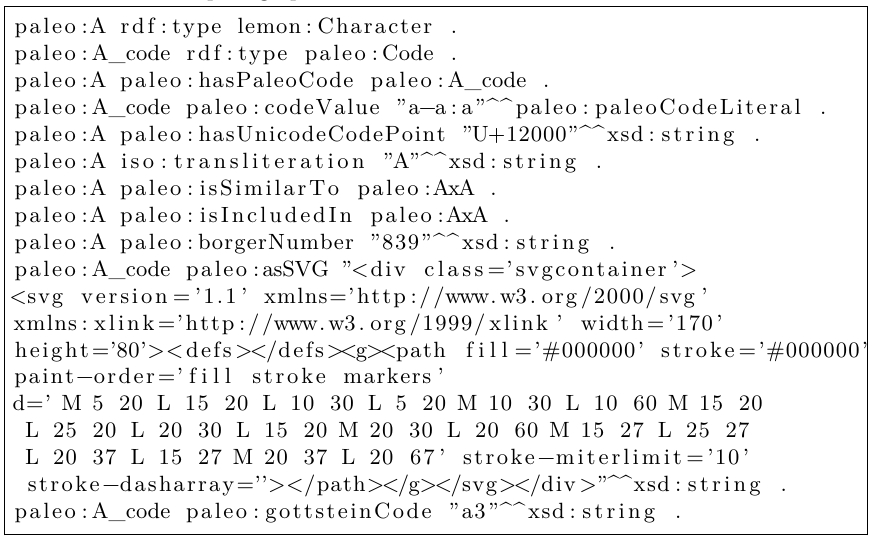 paleo:A rdf:type lemon:Character .
paleo:A_code rdf:type paleo:Code .
paleo:A paleo:hasPaleoCode paleo:A_code .
paleo:A_code paleo:codeValue "a−a:a"^^paleo:paleoCodeLiteral .
paleo:A paleo:hasUnicodeCodePoint "U+12000"^^xsd:string .
paleo:A iso:transliteration "A"^^xsd:string .
paleo:A paleo:isSimilarTo paleo:AxA .
paleo:A paleo:isIncludedIn paleo:AxA .
paleo:A paleo:borgerNumber "839"^^xsd:string .
paleo:A_code paleo:asSVG "<div class='svgcontainer'>
<svg version='1.1' xmlns='http://www.w3.org/2000/svg'
xmlns:xlink='http://www.w3.org/1999/xlink' width='170'
height='80'><defs></defs><g><path fill='#000000' stroke='#000000'
paint−order='fill stroke markers'
d=' M 5 20 L 15 20 L 10 30 L 5 20 M 10 30 L 10 60 M 15 20
L 25 20 L 20 30 L 15 20 M 20 30 L 20 60 M 15 27 L 25 27
L 20 37 L 15 27 M 20 37 L 20 67' stroke−miterlimit='10'
stroke−dasharray=''></path></g></svg></div>"^^xsd:string .
paleo:A_code paleo:gottsteinCode "a3"^^xsd:string .